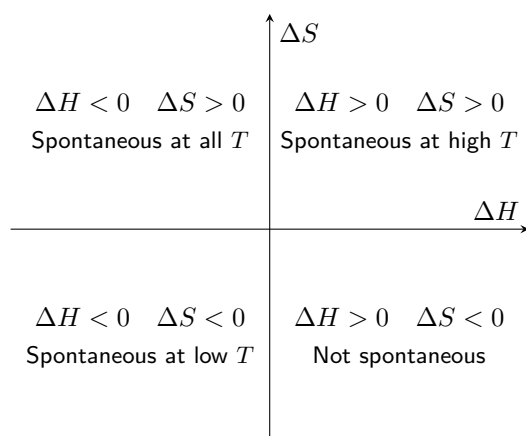 ΔS
ΔH < 0 ΔS > 0
Spontaneous at all T
ΔH > 0 ΔS > 0
Spontaneous at high T
ΔH
ΔH < 0 ΔS < 0
Spontaneous at low T
ΔH > 0 ΔS < 0
Not spontaneous